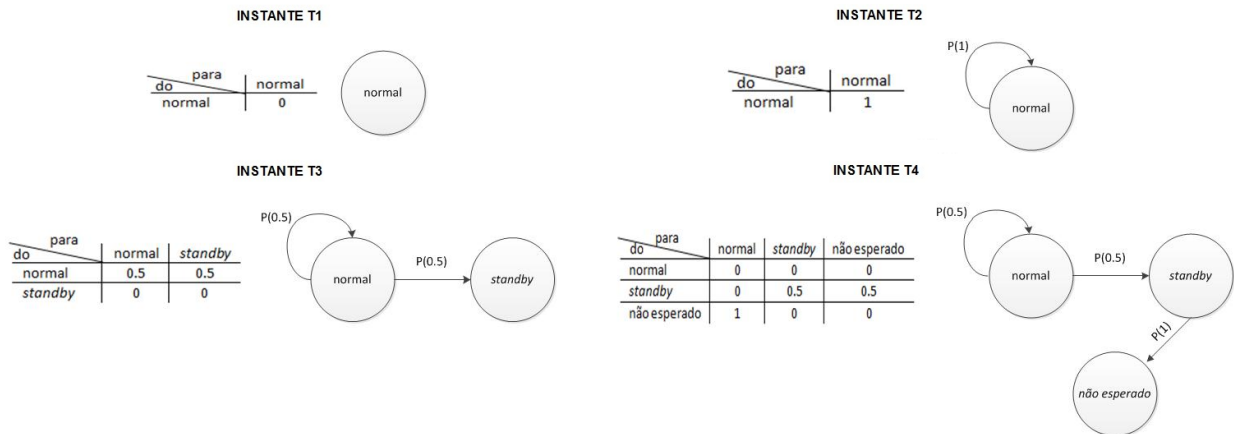 INSTANTE T1
para
do
normal
normal
0
normal
INSTANTE T2
P(1)
para
do
normal
normal
1
normal
INSTANTE T3
P(0.5)
para
do
normal
standby
normal
0.5
0.5
standby
0
0
normal
P(0.5)
standby
INSTANTE T4
P(0.5)
para
do
normal
standby
não esperado
normal
0
0
0
standby
0
0.5
0.5
não esperado
1
0
0
normal
P(0.5)
standby
P(1)
não esperado